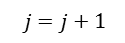 j = j + 1